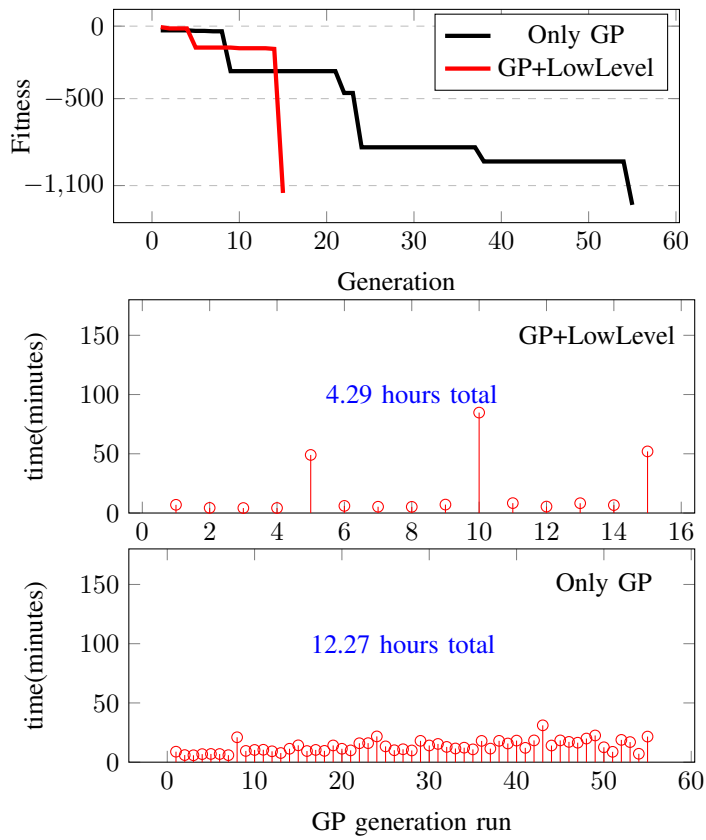 0
−500
−1,100
Fitness
Only GP
GP+LowLevel
0 10 20 30 40 50 60
Generation
150
100
50
0
time(minutes)
GP+LowLevel
4.29 hours total
0 2 4 6 8 10 12 14 16
150
100
50
0
time(minutes)
Only GP
12.27 hours total
0 10 20 30 40 50 60
GP generation run